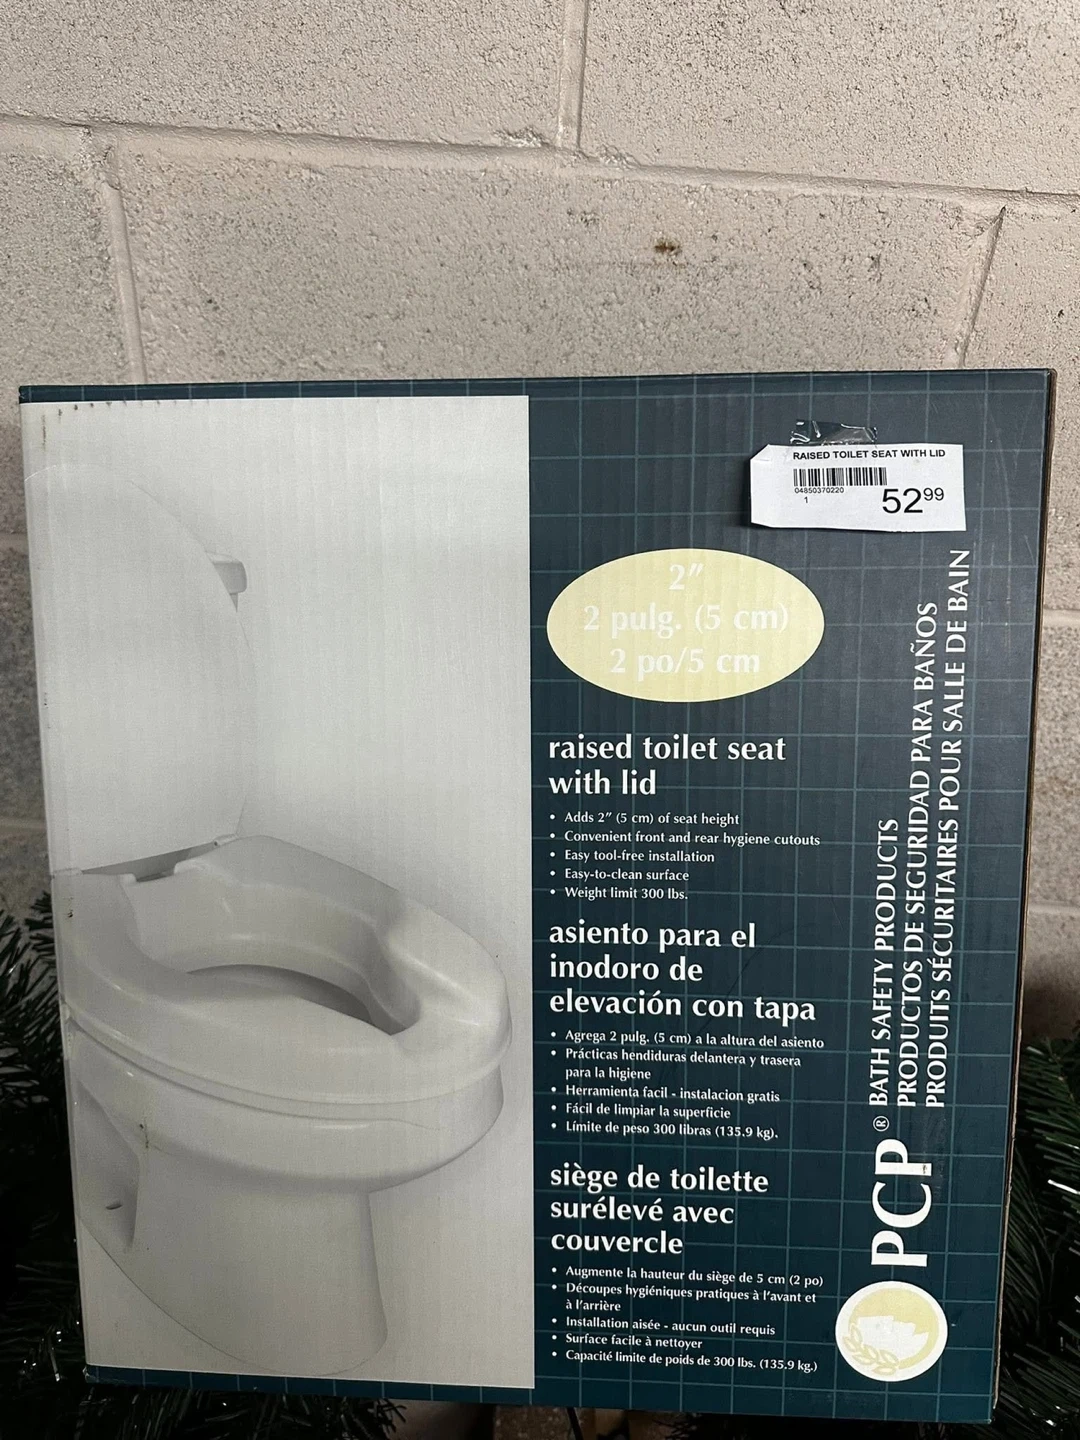 RAISED TOILET SEAT WITH LID
04850370220
1
52⁹⁹
2″
2 pulg. (5 cm)
2 po/5 cm
raised toilet seat
with lid
• Adds 2″ (5 cm) of seat height
• Convenient front and rear hygiene cutouts
• Easy tool-free installation
• Easy-to-clean surface
• Weight limit 300 lbs.
asiento para el
inodoro de
elevación con tapa
• Agrega 2 pulg. (5 cm) a la altura del asiento
• Prácticas hendiduras delantera y trasera
para la higiene
• Herramienta facil - instalacion gratis
• Fácil de limpiar la superficie
• Límite de peso 300 libras (135.9 kg).
siège de toilette
surélevé avec
couvercle
• Augmente la hauteur du siège de 5 cm (2 po)
• Découpes hygiéniques pratiques à l'avant et
à l'arrière
• Installation aisée - aucun outil requis
• Surface facile à nettoyer
• Capacité limite de poids de 300 lbs. (135.9 kg.)
PCP® BATH SAFETY PRODUCTS
PRODUCTOS DE SEGURIDAD PARA BAÑOS
PRODUITS SÉCURITAIRES POUR SALLE DE BAIN